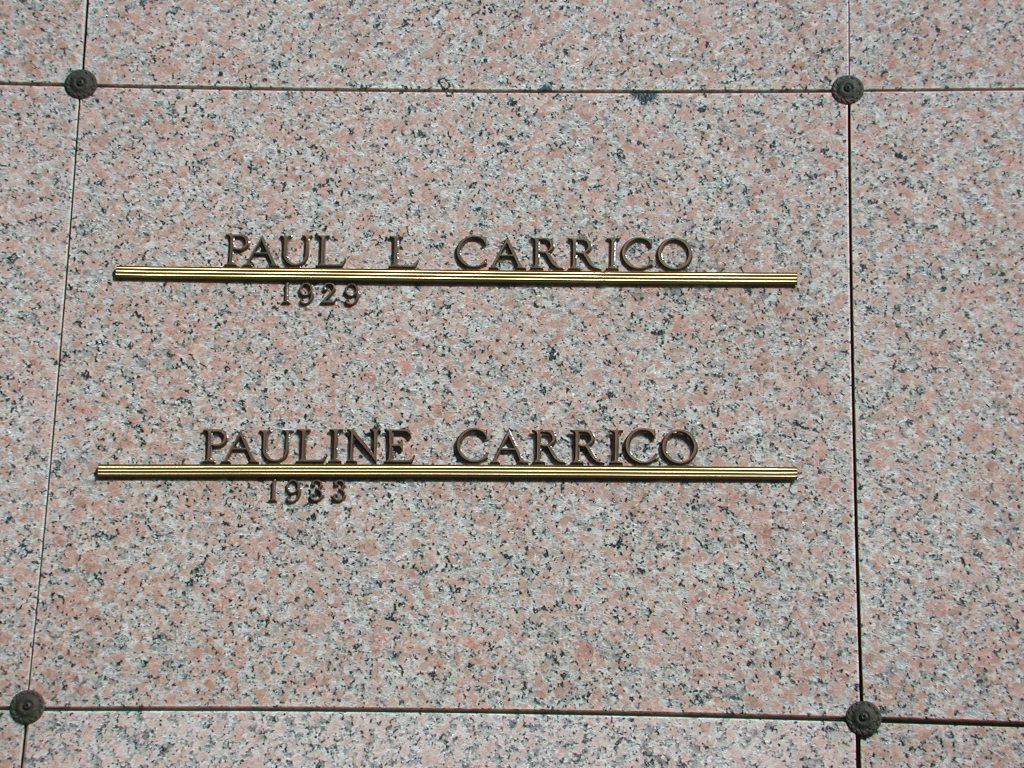 PAUL L CARRICO
1929
PAULINE CARRICO
1933